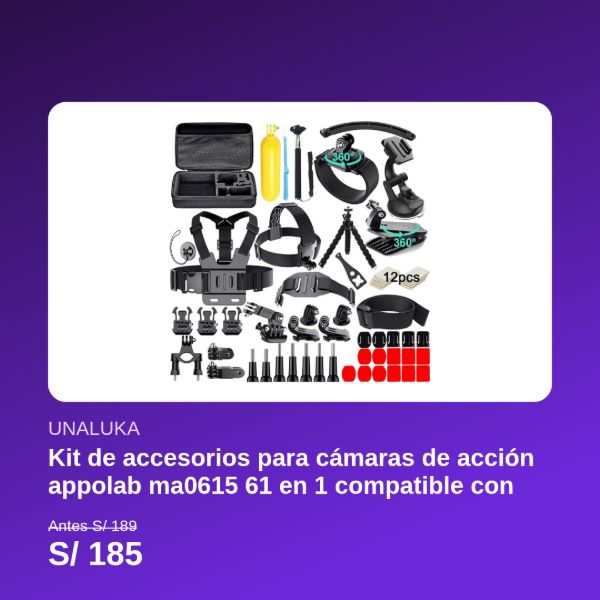 360°
360°
12pcs
UNALUKA
Kit de accesorios para cámaras de acción
appolab ma0615 61 en 1 compatible con
Antes S/ 189
S/ 185